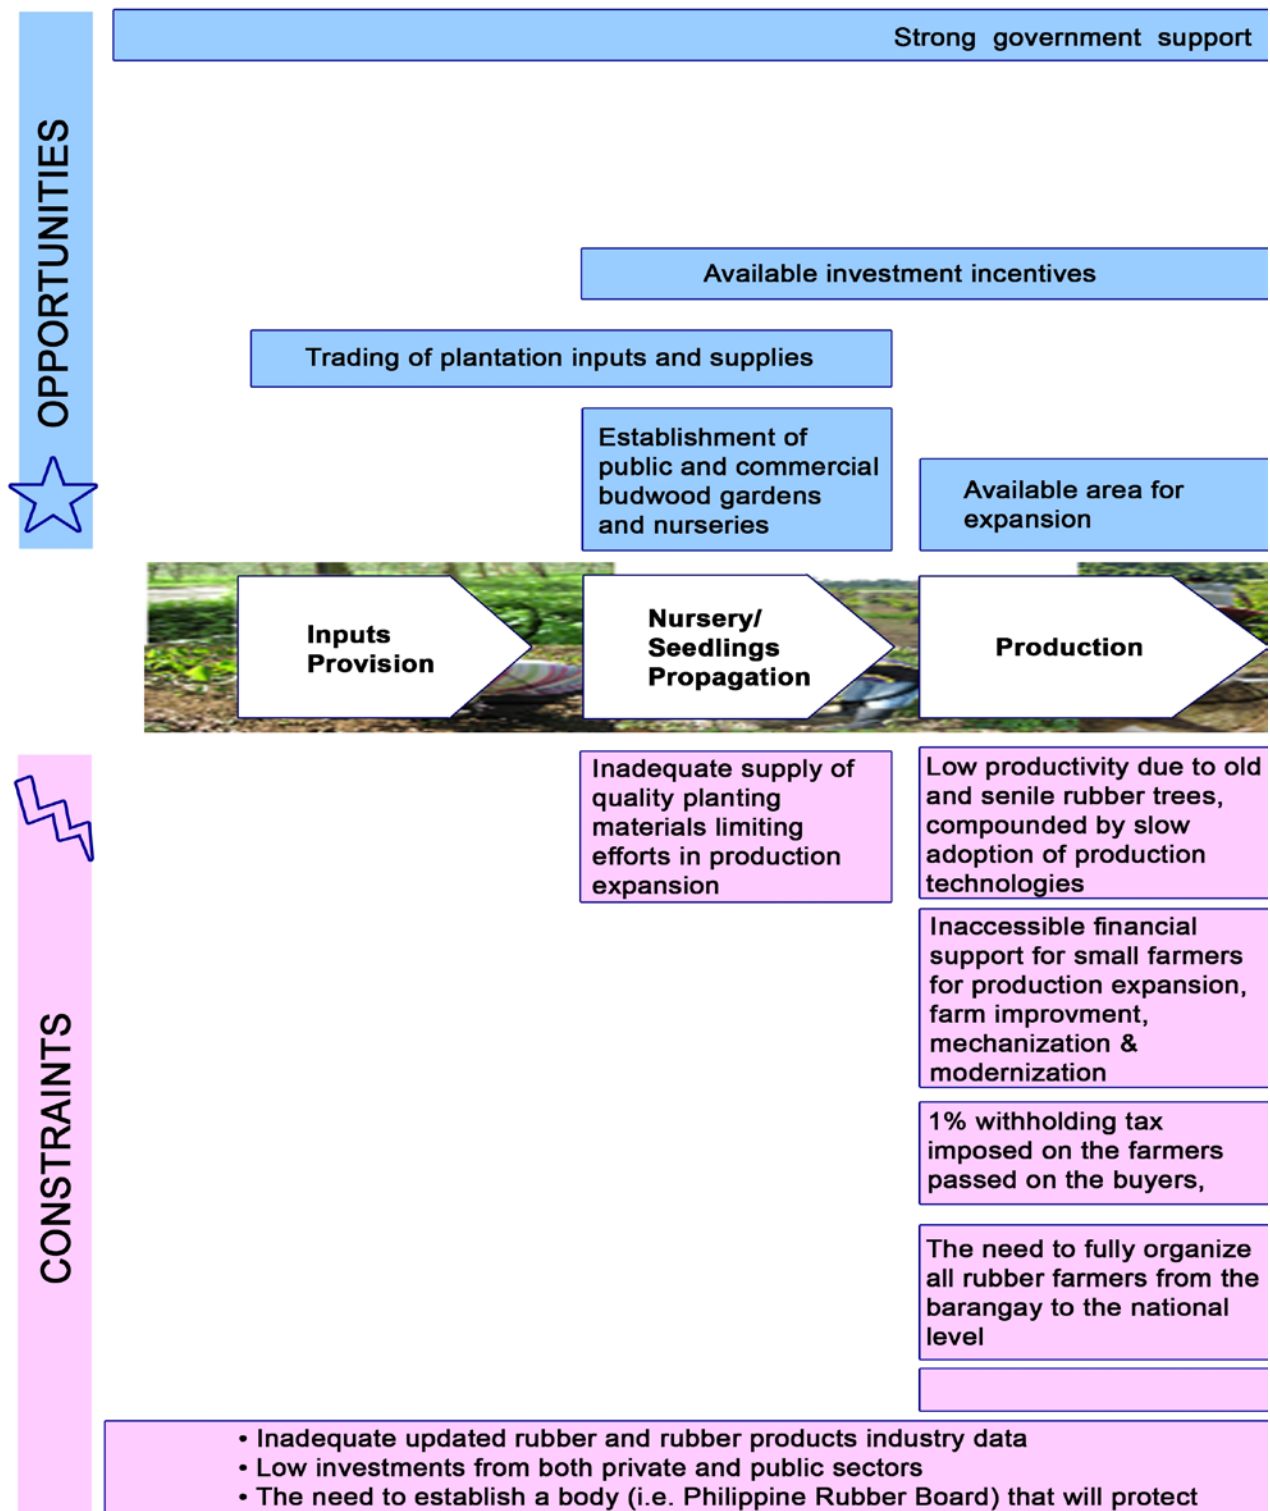 OPPORTUNITIES
Strong government support
Available investment incentives
Trading of plantation inputs and supplies
Establishment of
public and commercial
budwood gardens
and nurseries
Available area for
expansion
Inputs
Provision
Nursery/
Seedlings
Propagation
Production
CONSTRAINTS
Inadequate supply of
quality planting
materials limiting
efforts in production
expansion
Low productivity due to old
and senile rubber trees,
compounded by slow
adoption of production
technologies
Inaccessible financial
support for small farmers
for production expansion,
farm improvment,
mechanization &
modernization
1% withholding tax
imposed on the farmers
passed on the buyers,
The need to fully organize
all rubber farmers from the
barangay to the national
level
• Inadequate updated rubber and rubber products industry data
• Low investments from both private and public sectors
• The need to establish a body (i.e. Philippine Rubber Board) that will protect